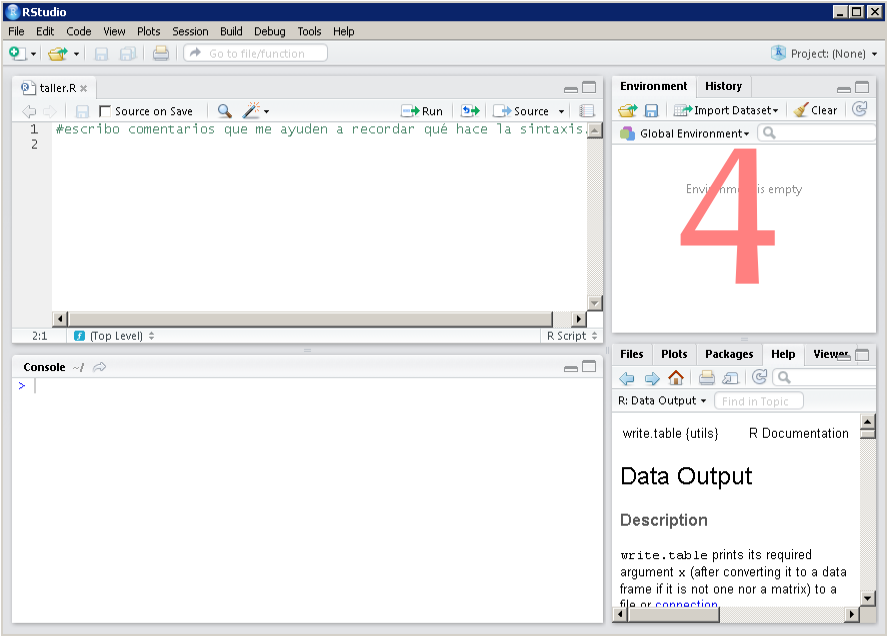 RStudio
File Edit Code View Plots Session Build Debug Tools Help
Go to file/function Project: (None)
taller.R
Source on Save Run Source
1 #escribo comentarios que me ayuden a recordar qué hace la sintaxis.
2
2:1 (Top Level) R Script
Console ~/
>
Environment History
Import Dataset Clear
Global Environment
Environment is empty
4
Files Plots Packages Help Viewer
R: Data Output Find in Topic
write.table {utils} R Documentation
Data Output
Description
write.table prints its required
argument x (after converting it to a data
frame if it is not one nor a matrix) to a
file or connection